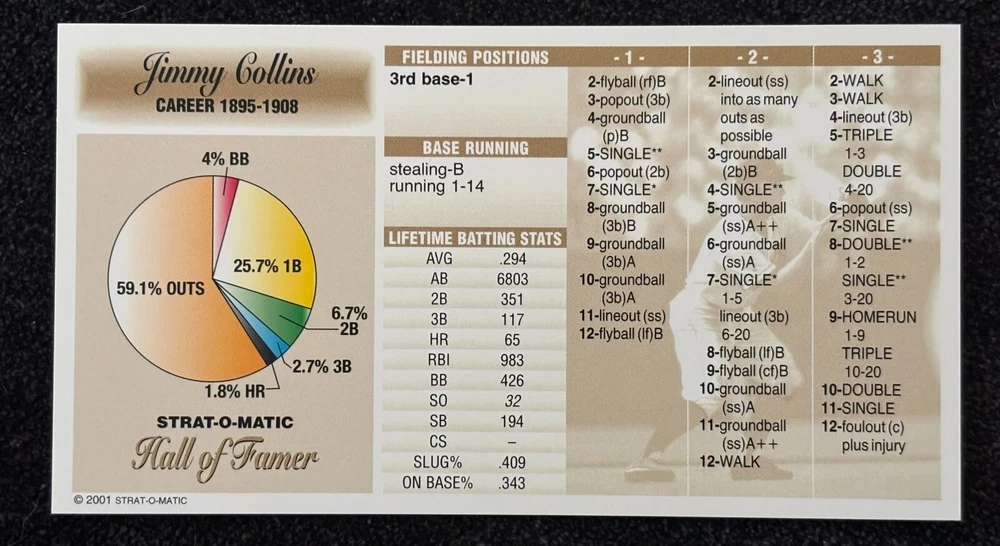 Jimmy Collins
CAREER 1895-1908
4% BB
25.7% 1B
59.1% OUTS
6.7%
2B
2.7% 3B
1.8% HR
STRAT-O-MATIC
Hall of Famer
© 2001 STRAT-O-MATIC
FIELDING POSITIONS
3rd base-1
BASE RUNNING
stealing-B
running 1-14
LIFETIME BATTING STATS
AVG .294
AB 6803
2B 351
3B 117
HR 65
RBI 983
BB 426
SO 32
SB 194
CS –
SLUG% .409
ON BASE% .343
- 1 -
2-flyball (rf)B
3-popout (3b)
4-groundball
(p)B
5-SINGLE**
6-popout (2b)
7-SINGLE*
8-groundball
(3b)B
9-groundball
(3b)A
10-groundball
(3b)A
11-lineout (ss)
12-flyball (lf)B
- 2 -
2-lineout (ss)
into as many
outs as
possible
3-groundball
(2b)B
4-SINGLE**
5-groundball
(ss)A++
6-groundball
(ss)A
7-SINGLE*
1-5
lineout (3b)
6-20
8-flyball (lf)B
9-flyball (cf)B
10-groundball
(ss)A
11-groundball
(ss)A++
12-WALK
- 3 -
2-WALK
3-WALK
4-lineout (3b)
5-TRIPLE
1-3
DOUBLE
4-20
6-popout (ss)
7-SINGLE
8-DOUBLE**
1-2
SINGLE**
3-20
9-HOMERUN
1-9
TRIPLE
10-20
10-DOUBLE
11-SINGLE
12-foulout (c)
plus injury